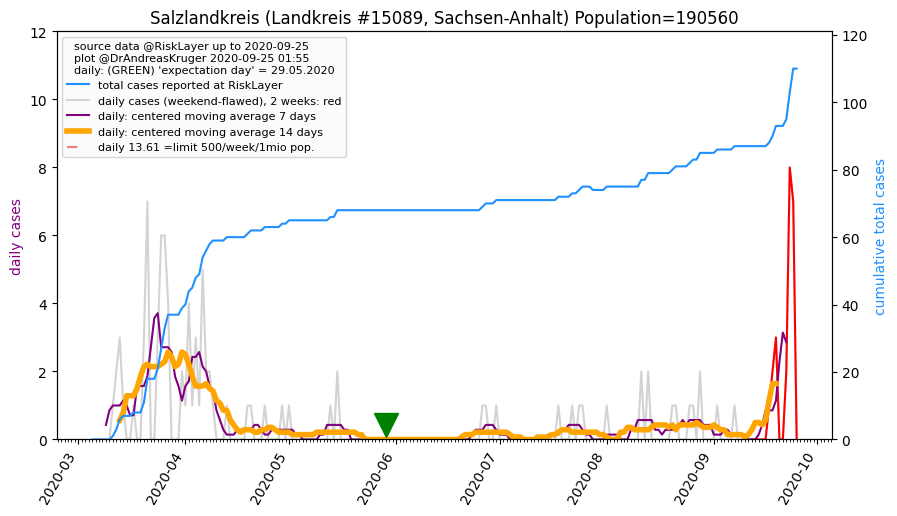 Salzlandkreis (Landkreis #15089, Sachsen-Anhalt) Population=190560
source data @RiskLayer up to 2020-09-25
plot @DrAndreasKruger 2020-09-25 01:55
daily: (GREEN) 'expectation day' = 29.05.2020
total cases reported at RiskLayer
daily cases (weekend-flawed), 2 weeks: red
daily: centered moving average 7 days
daily: centered moving average 14 days
daily 13.61 =limit 500/week/1mio pop.
daily cases
12
10
8
6
4
2
0
cumulative total cases
120
100
80
60
40
20
0
2020-03
2020-04
2020-05
2020-06
2020-07
2020-08
2020-09
2020-10